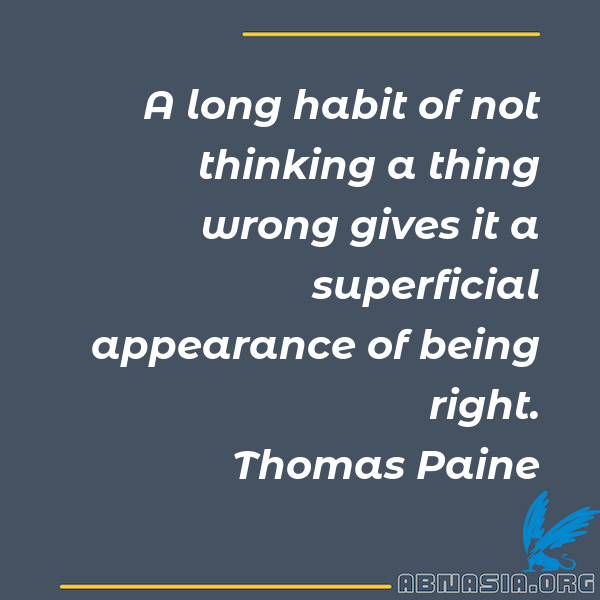 A long habit of not
thinking a thing
wrong gives it a
superficial
appearance of being
right.
Thomas Paine
ABNASIA.ORG